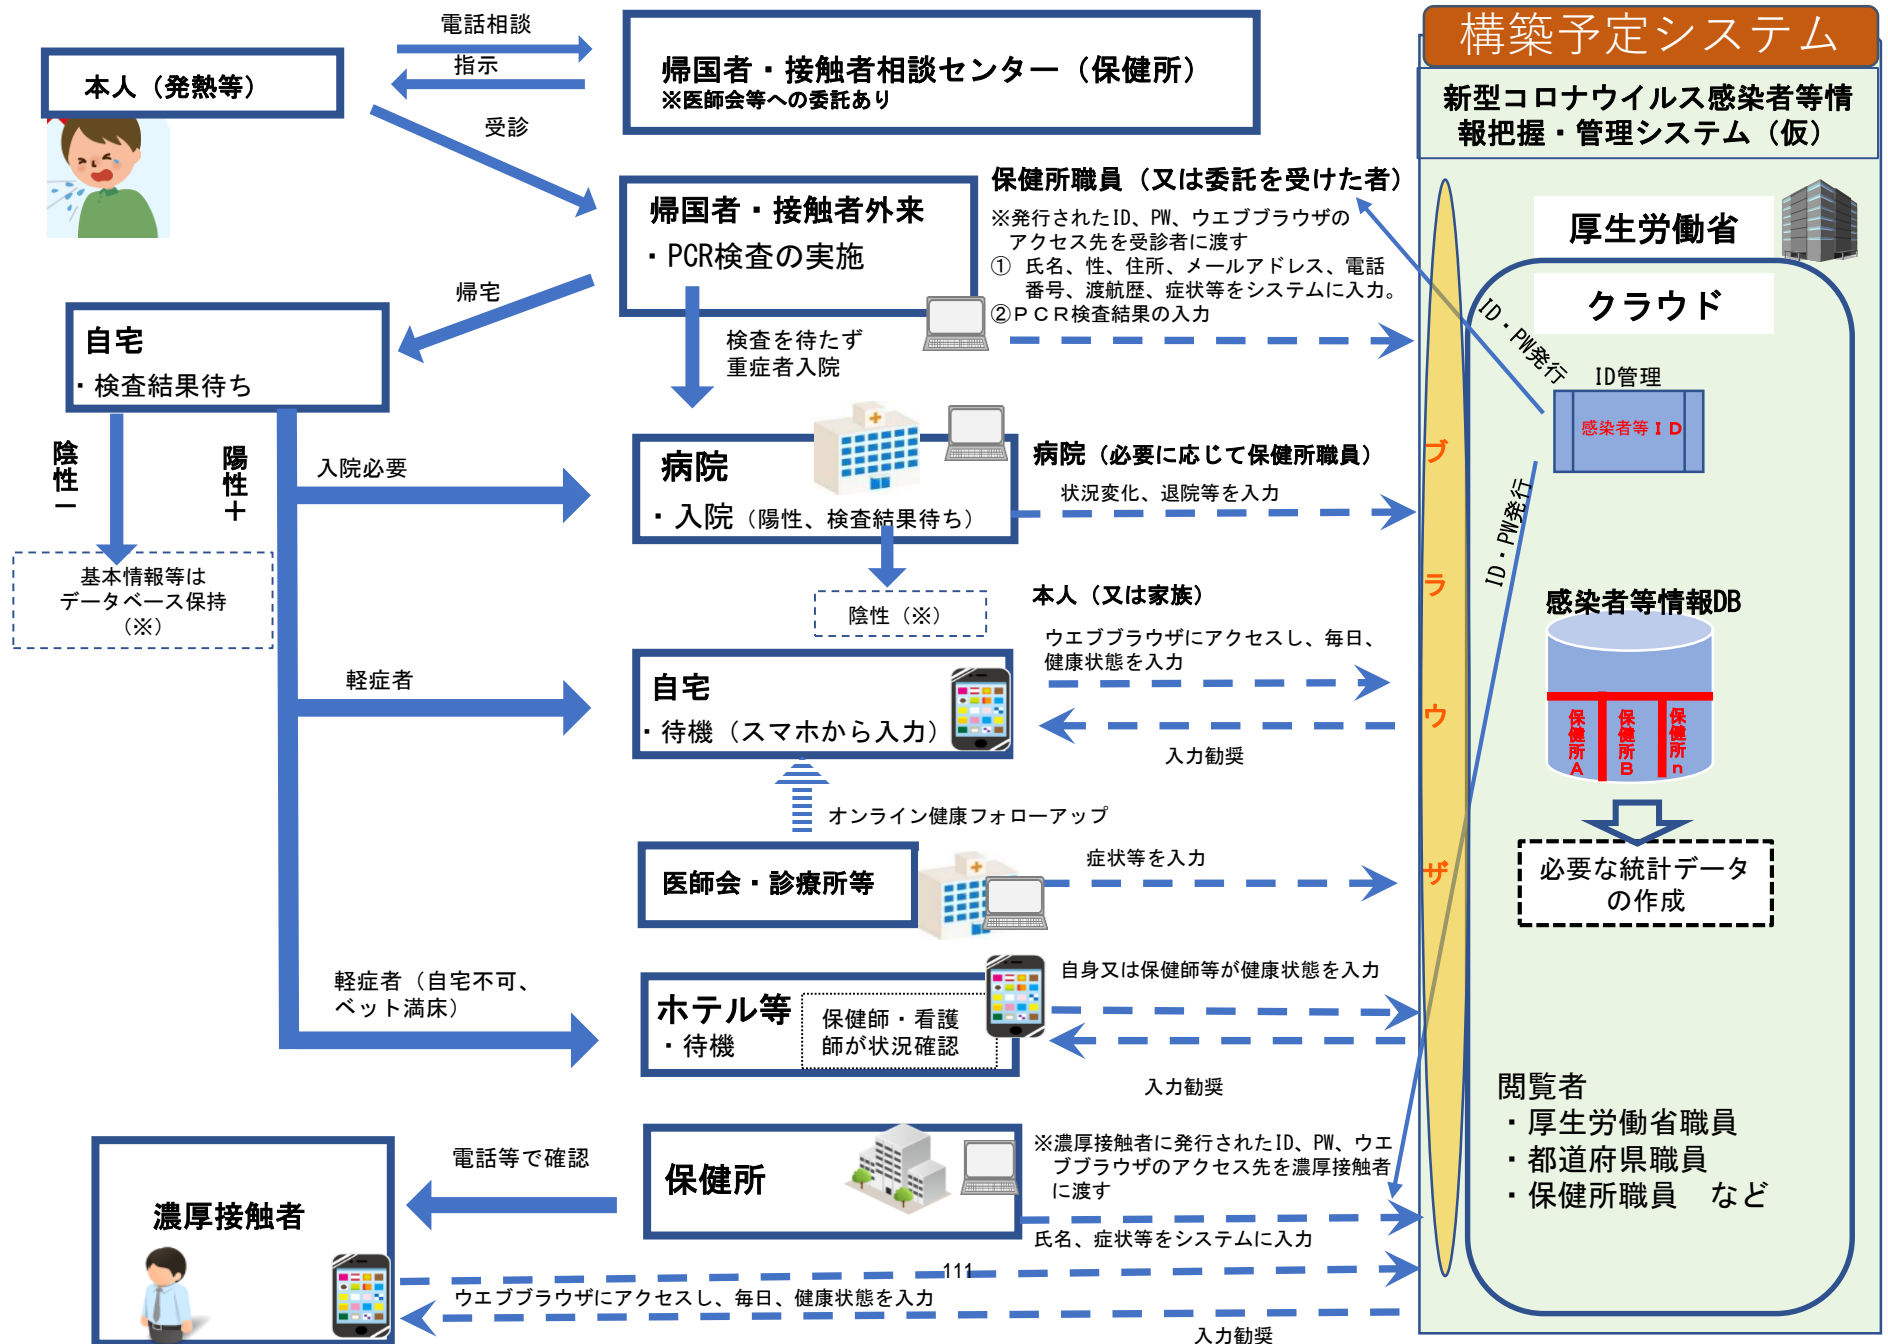 電話相談
指示
本人（発熱等）
受診
帰国者・接触者相談センター（保健所）
※医師会等への委託あり
構築予定システム
新型コロナウイルス感染者等情
報把握・管理システム（仮）
帰国者・接触者外来
・PCR検査の実施
保健所職員（又は委託を受けた者）
※発行されたID、PW、ウエブブラウザの
アクセス先を受診者に渡す
① 氏名、性、住所、メールアドレス、電話
番号、渡航歴、症状等をシステムに入力。
②ＰＣＲ検査結果の入力
厚生労働省
クラウド
ID・PW発行
ID管理
感染者等ＩＤ
ID・PW発行
帰宅
自宅
・検査結果待ち
検査を待たず
重症者入院
陰性－
陽性＋
入院必要
病院
・入院（陽性、検査結果待ち）
病院（必要に応じて保健所職員）
状況変化、退院等を入力
ブラウザ
基本情報等は
データベース保持
（※）
陰性（※）
本人（又は家族）
ウエブブラウザにアクセスし、毎日、
健康状態を入力
感染者等情報DB
保健所Ａ
保健所Ｂ
保健所ｎ
軽症者
自宅
・待機（スマホから入力）
入力勧奨
オンライン健康フォローアップ
医師会・診療所等
症状等を入力
必要な統計データ
の作成
軽症者（自宅不可、
ベット満床）
ホテル等
・待機
保健師・看護
師が状況確認
自身又は保健師等が健康状態を入力
入力勧奨
閲覧者
・厚生労働省職員
・都道府県職員
・保健所職員　など
電話等で確認
保健所
※濃厚接触者に発行されたID、PW、ウエ
ブブラウザのアクセス先を濃厚接触者
に渡す
氏名、症状等をシステムに入力
濃厚接触者
111
ウエブブラウザにアクセスし、毎日、健康状態を入力
入力勧奨